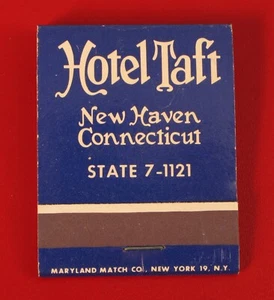 Hotel Taft
New Haven
Connecticut
STATE 7-1121
MARYLAND MATCH CO., NEW YORK 19, N.Y.